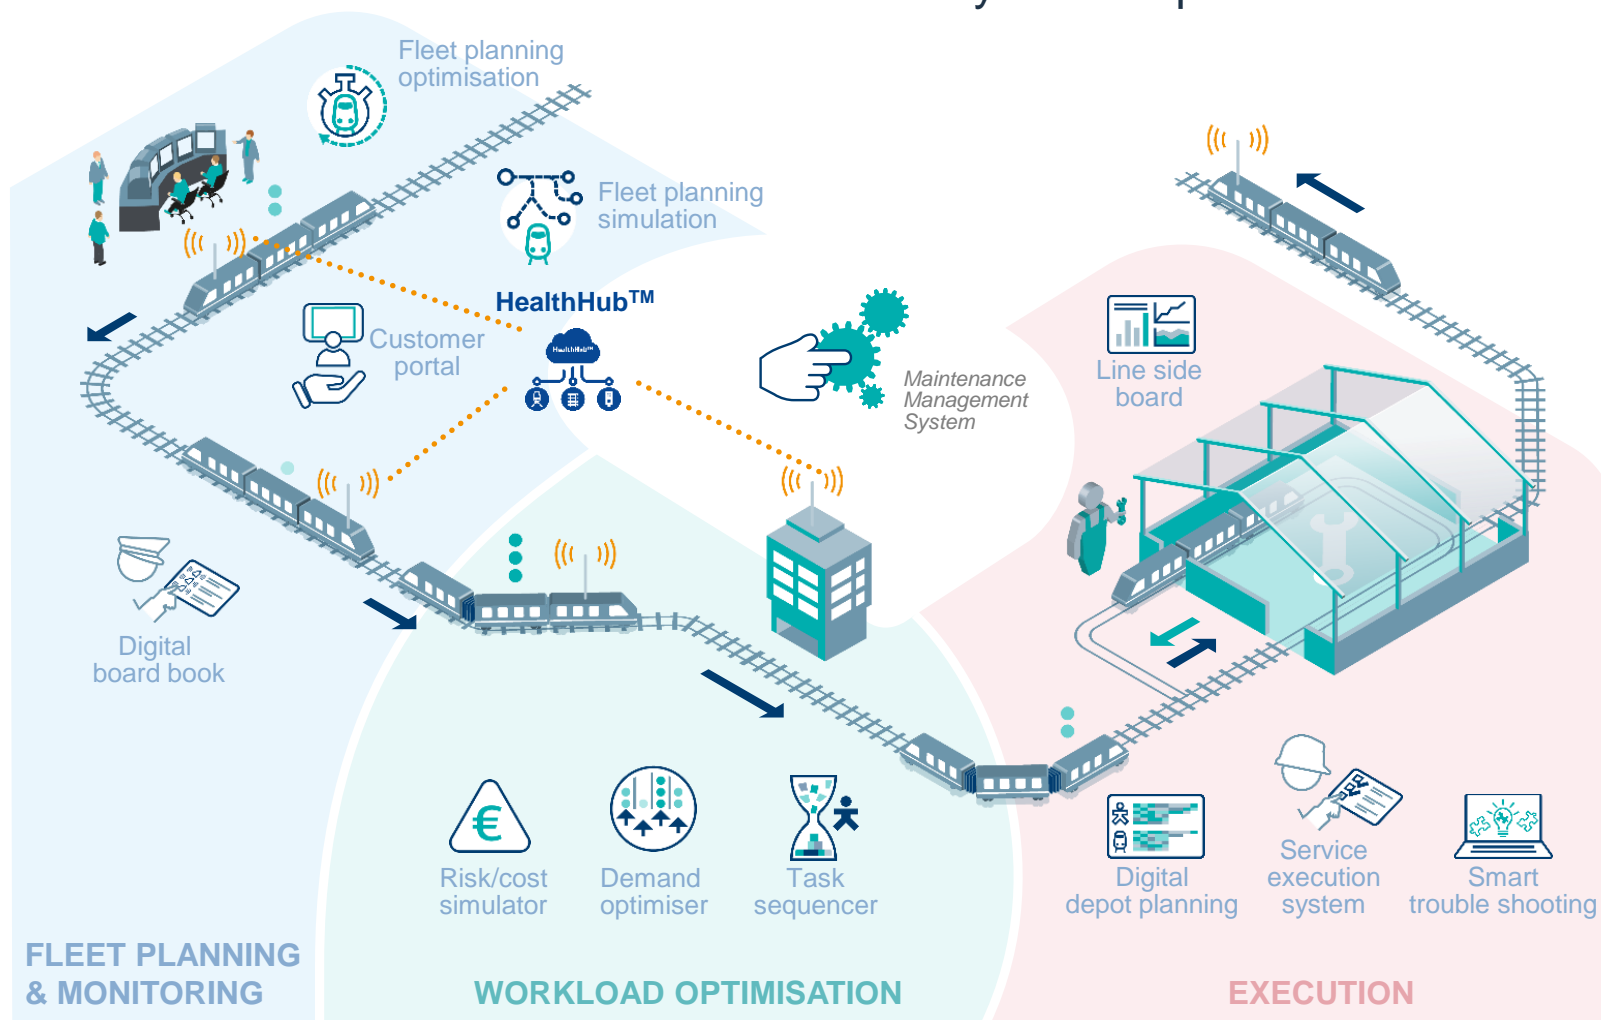 Fleet planning
optimisation
Fleet planning
simulation
HealthHub™
HealthHub™
Customer
portal
Maintenance
Management
System
Line side
board
Digital
board book
Risk/cost
simulator
Demand
optimiser
Task
sequencer
Digital
depot planning
Service
execution
system
Smart
trouble shooting
FLEET PLANNING
& MONITORING
WORKLOAD OPTIMISATION
EXECUTION